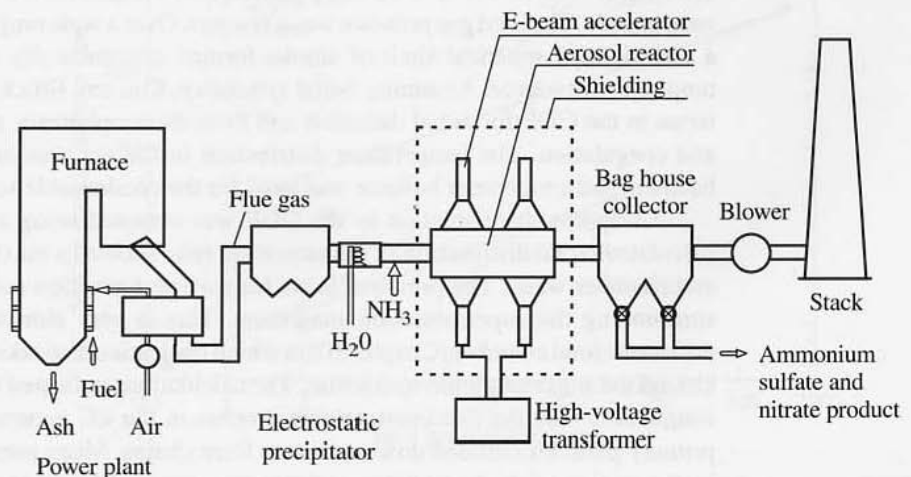 E-beam accelerator
Aerosol reactor
Shielding
Furnace
Flue gas
Bag house
collector
Blower
NH₃
Stack
H₂0
Ammonium
sulfate and
nitrate product
Fuel
Ash
Air
Electrostatic
precipitator
High-voltage
transformer
Power plant